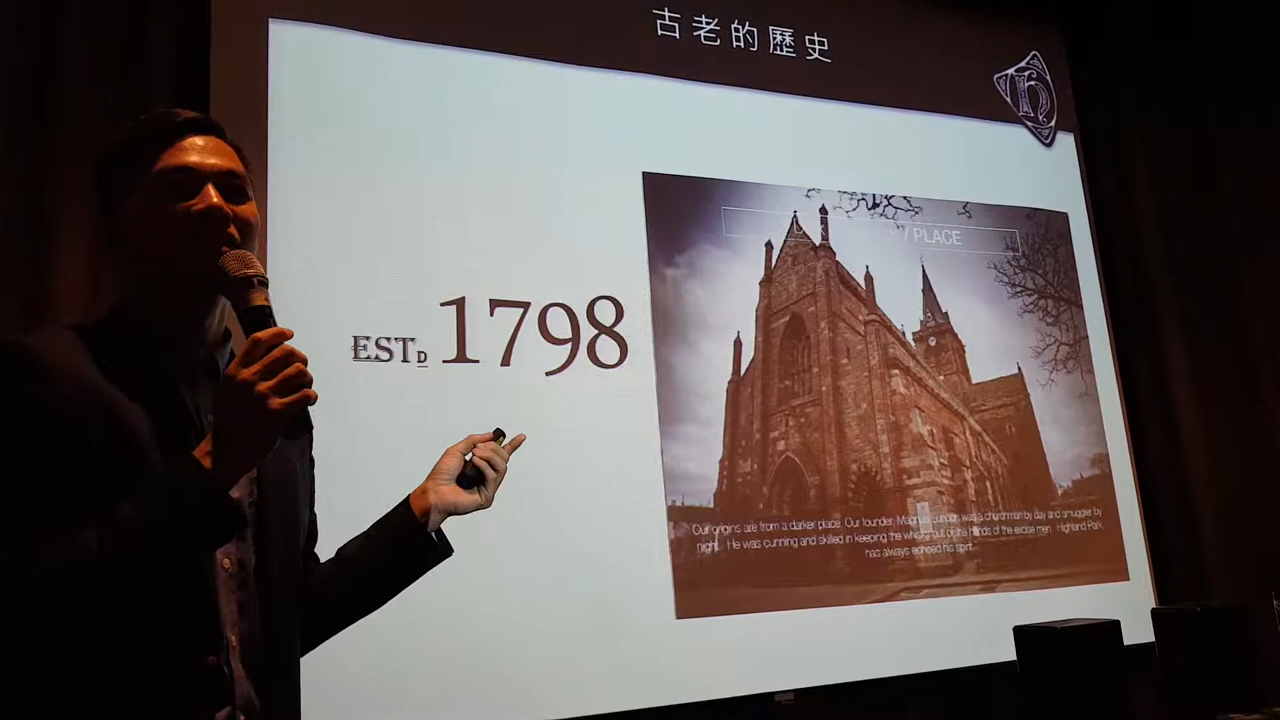 古老的歷史
H
/ PLACE
ESTD 1798
Our origins are from a darker place. Our founder, Magnus Eunson was a churchman by day and smuggler by
night. He was cunning and skilled in keeping the whisky out of the hands of the excise men. Highland Park
has always echoed his spirit.